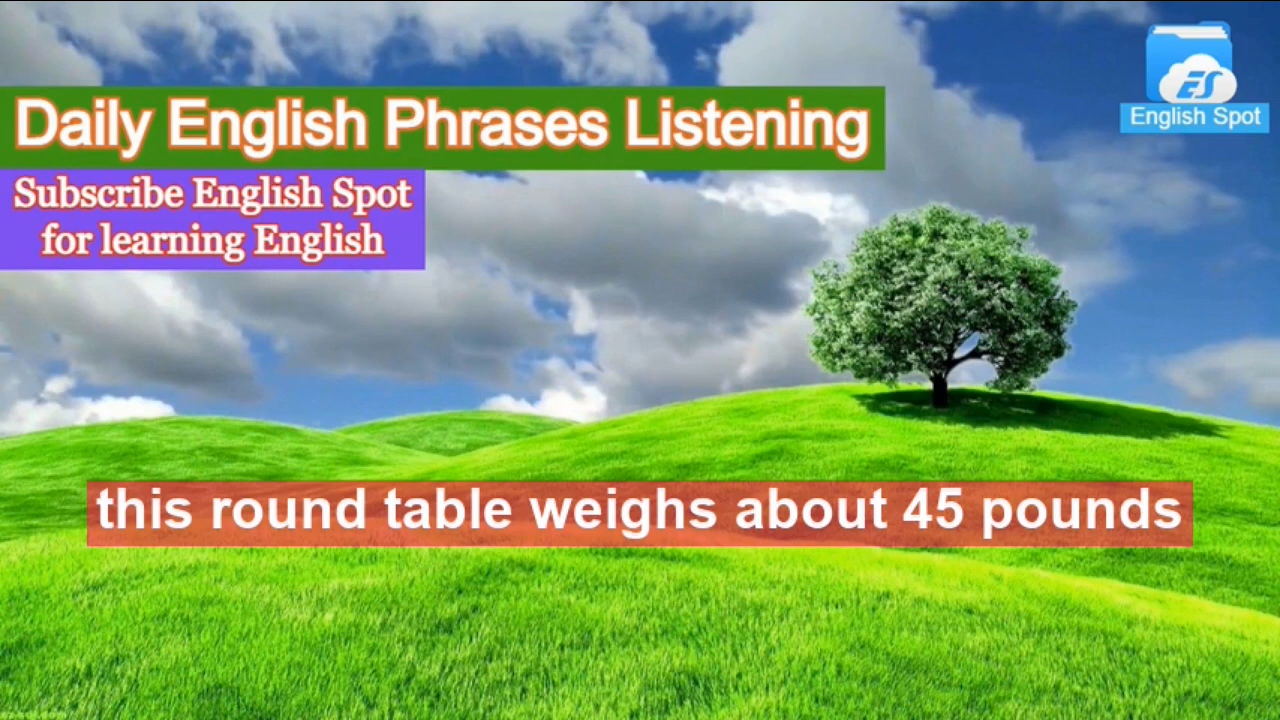 Daily English Phrases Listening
Subscribe English Spot
for learning English
ES
English Spot
this round table weighs about 45 pounds